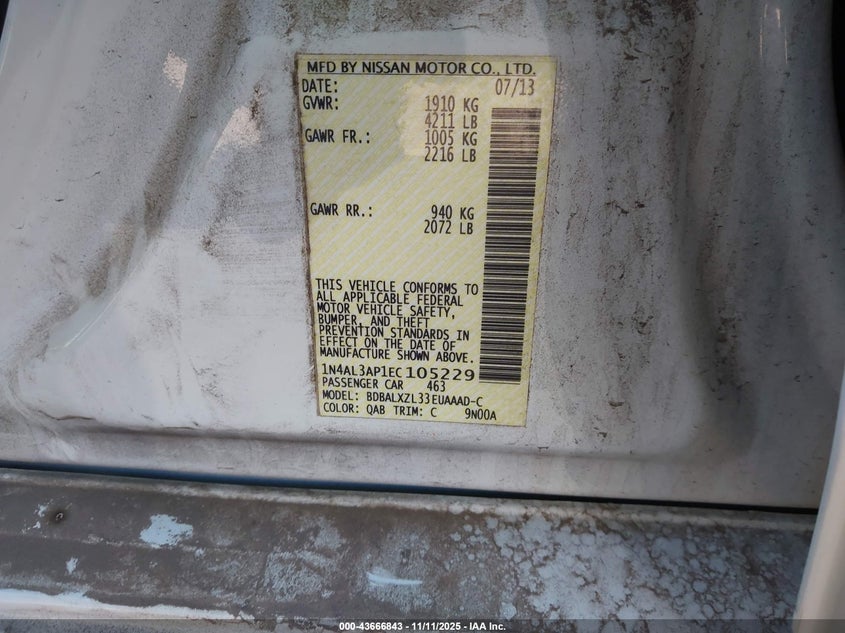 MFD BY NISSAN MOTOR CO., LTD.
DATE: 07/13
GVWR: 1910 KG
4211 LB
GAWR FR.: 1005 KG
2216 LB
GAWR RR.: 940 KG
2072 LB
THIS VEHICLE CONFORMS TO
ALL APPLICABLE FEDERAL
MOTOR VEHICLE SAFETY,
BUMPER, AND THEFT
PREVENTION STANDARDS IN
EFFECT ON THE DATE OF
MANUFACTURE SHOWN ABOVE.
1N4AL3AP1EC105229
PASSENGER CAR 463
MODEL: BDBALXZL33EUAAAD-C
COLOR: QAB TRIM: C 9N00A
000-43666843 - 11/11/2025 - IAA Inc.